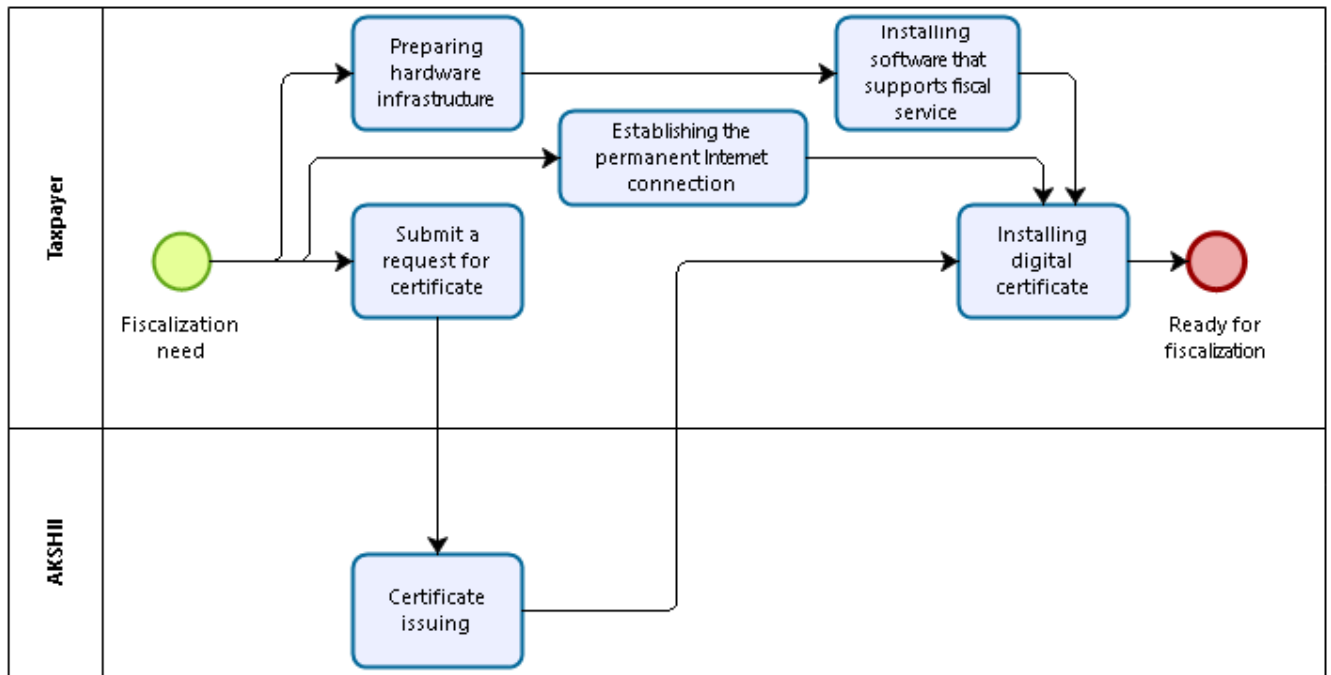 Taxpayer
Preparing
hardware
infrastructure
Installing
software that
supports fiscal
service
Establishing the
permanent Internet
connection
Submit a
request for
certificate
Installing
digital
certificate
Fiscalization
need
Ready for
fiscalization
AKSHII
Certificate
issuing